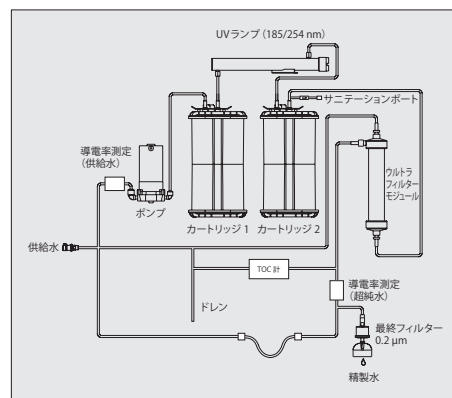 UVランプ（185/254 nm）
サニテーションポート
導電率測定
（供給水）
ポンプ
カートリッジ 1
カートリッジ 2
ウルトラ
フィルター
モジュール
供給水
TOC 計
ドレン
導電率測定
（超純水）
最終フィルター
0.2 μm
精製水